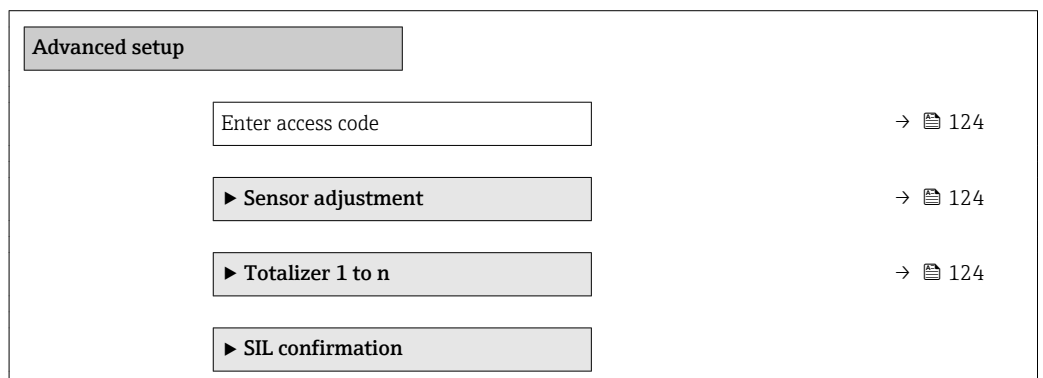 Advanced setup
Enter access code → 124
▶ Sensor adjustment → 124
▶ Totalizer 1 to n → 124
▶ SIL confirmation